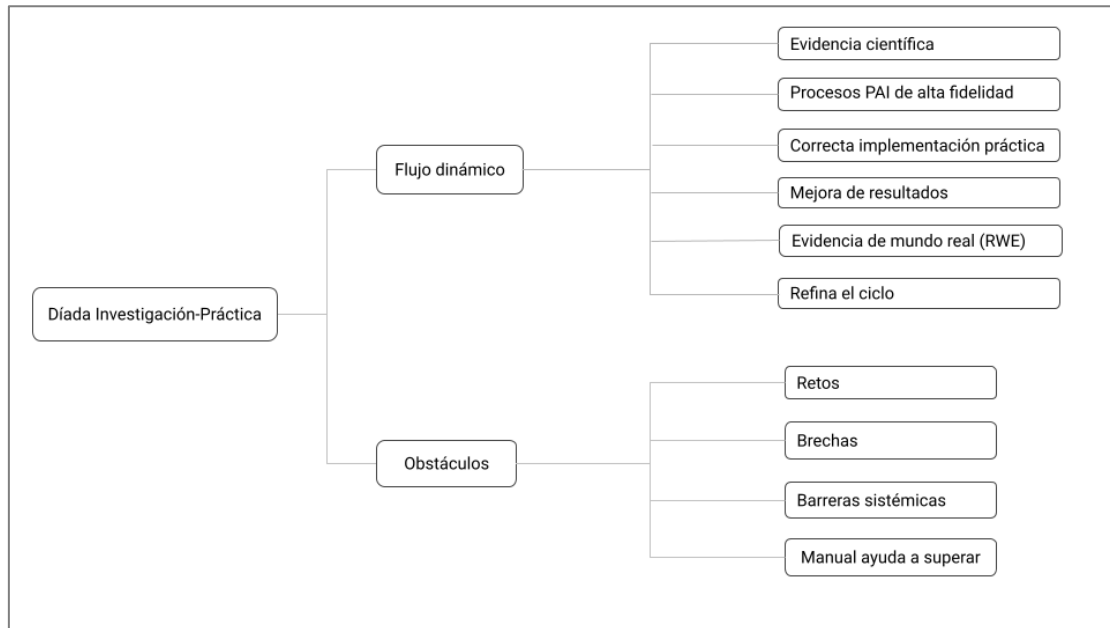 Díada Investigación-Práctica
Flujo dinámico
Evidencia científica
Procesos PAI de alta fidelidad
Correcta implementación práctica
Mejora de resultados
Evidencia de mundo real (RWE)
Refina el ciclo
Obstáculos
Retos
Brechas
Barreras sistémicas
Manual ayuda a superar